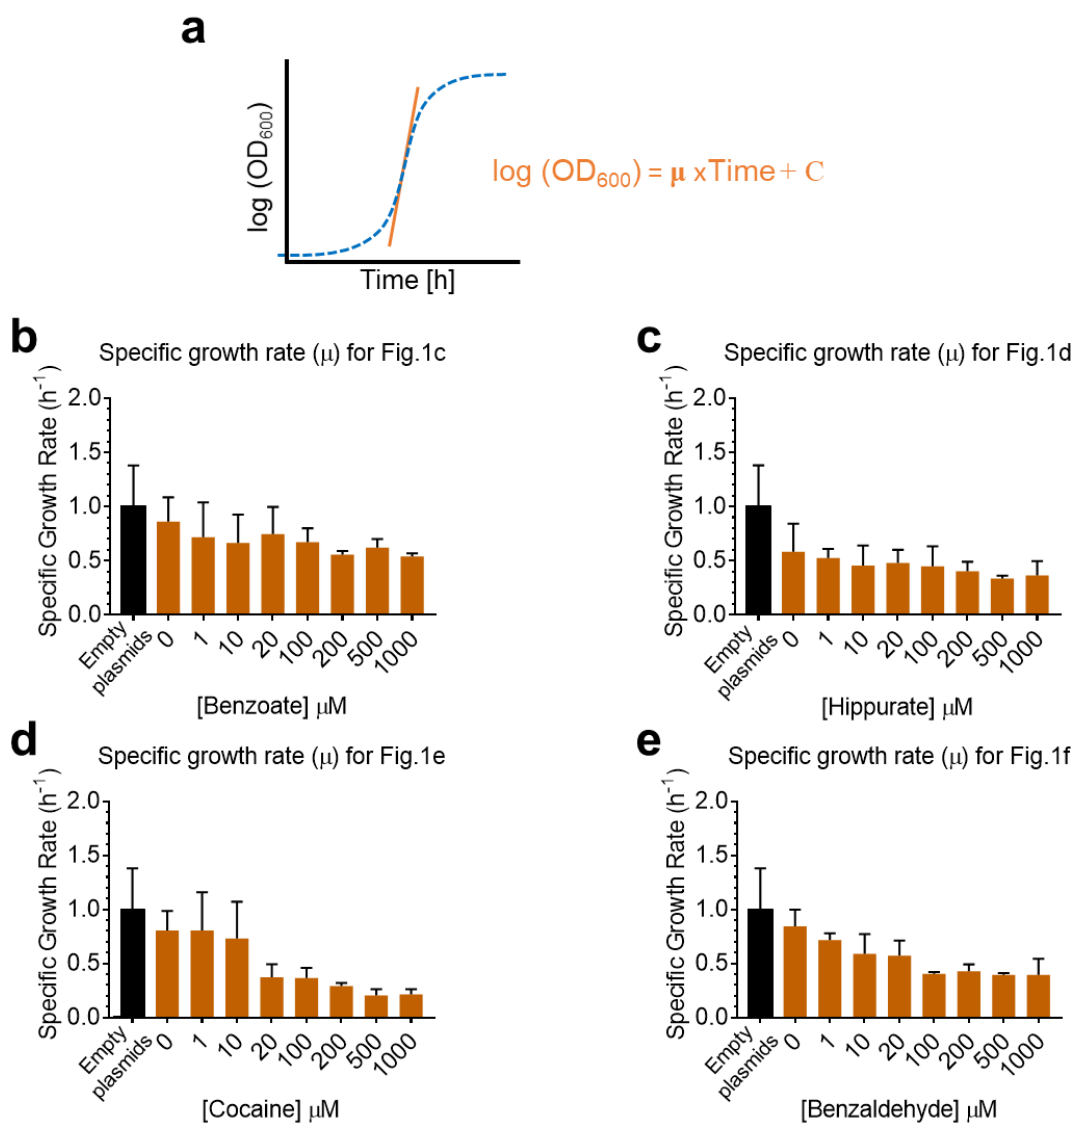 a
log (OD600)
Time [h]
log (OD600) = μ xTime + C
b
Specific growth rate (μ) for Fig.1c
Specific Growth Rate (h-1)
2.0
1.5
1.0
0.5
0.0
Empty
plasmids
0
1
10
20
100
200
500
1000
[Benzoate] μM
c
Specific growth rate (μ) for Fig.1d
Specific Growth Rate (h-1)
2.0
1.5
1.0
0.5
0.0
Empty
plasmids
0
1
10
20
100
200
500
1000
[Hippurate] μM
d
Specific growth rate (μ) for Fig.1e
Specific Growth Rate (h-1)
2.0
1.5
1.0
0.5
0.0
Empty
plasmids
0
1
10
20
100
200
500
1000
[Cocaine] μM
e
Specific growth rate (μ) for Fig.1f
Specific Growth Rate (h-1)
2.0
1.5
1.0
0.5
0.0
Empty
plasmids
0
1
10
20
100
200
500
1000
[Benzaldehyde] μM